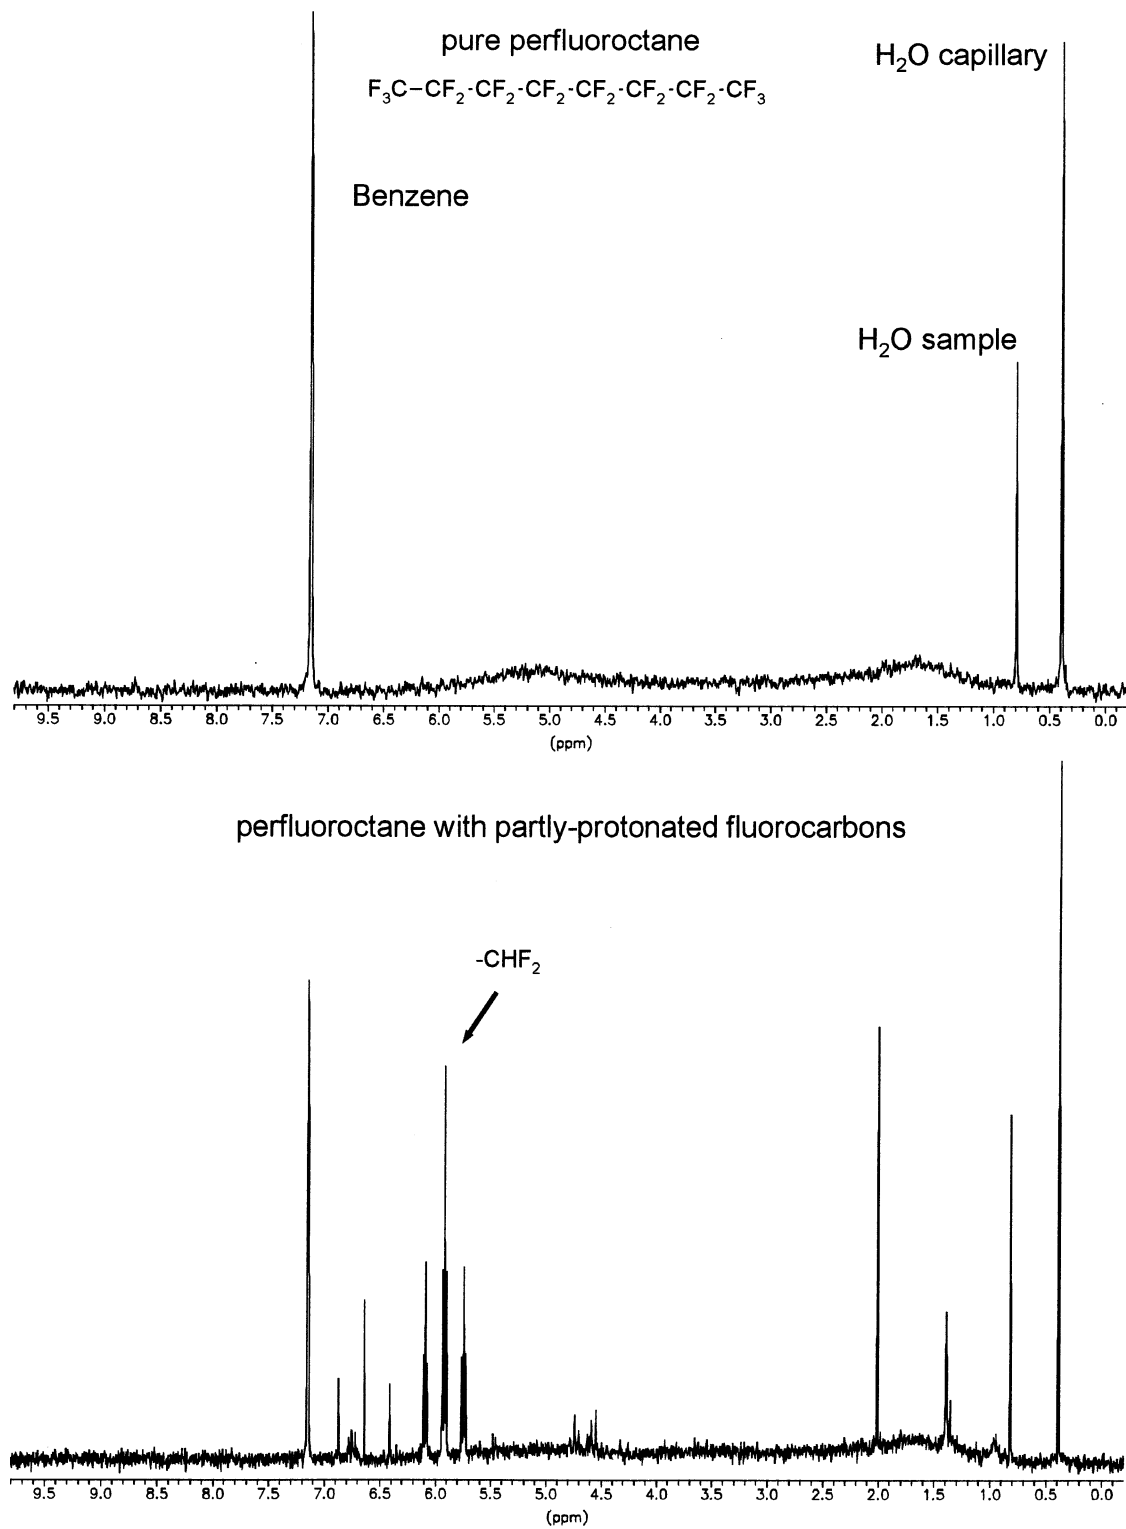 pure perfluoroctane
H₂O capillary
F₃C–CF₂-CF₂-CF₂-CF₂-CF₂-CF₂-CF₃
Benzene
H₂O sample
9.5 9.0 8.5 8.0 7.5 7.0 6.5 6.0 5.5 5.0 4.5 4.0 3.5 3.0 2.5 2.0 1.5 1.0 0.5 0.0
(ppm)
perfluoroctane with partly-protonated fluorocarbons
-CHF₂
9.5 9.0 8.5 8.0 7.5 7.0 6.5 6.0 5.5 5.0 4.5 4.0 3.5 3.0 2.5 2.0 1.5 1.0 0.5 0.0
(ppm)